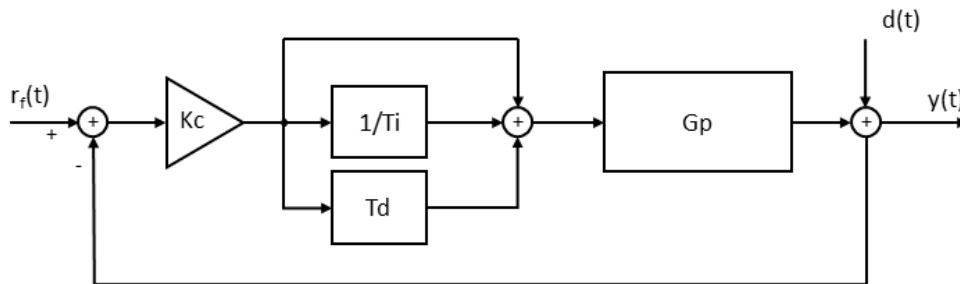 d(t)
r_f(t)
+
+
-
Kc
1/Ti
Td
+
Gp
+
y(t)